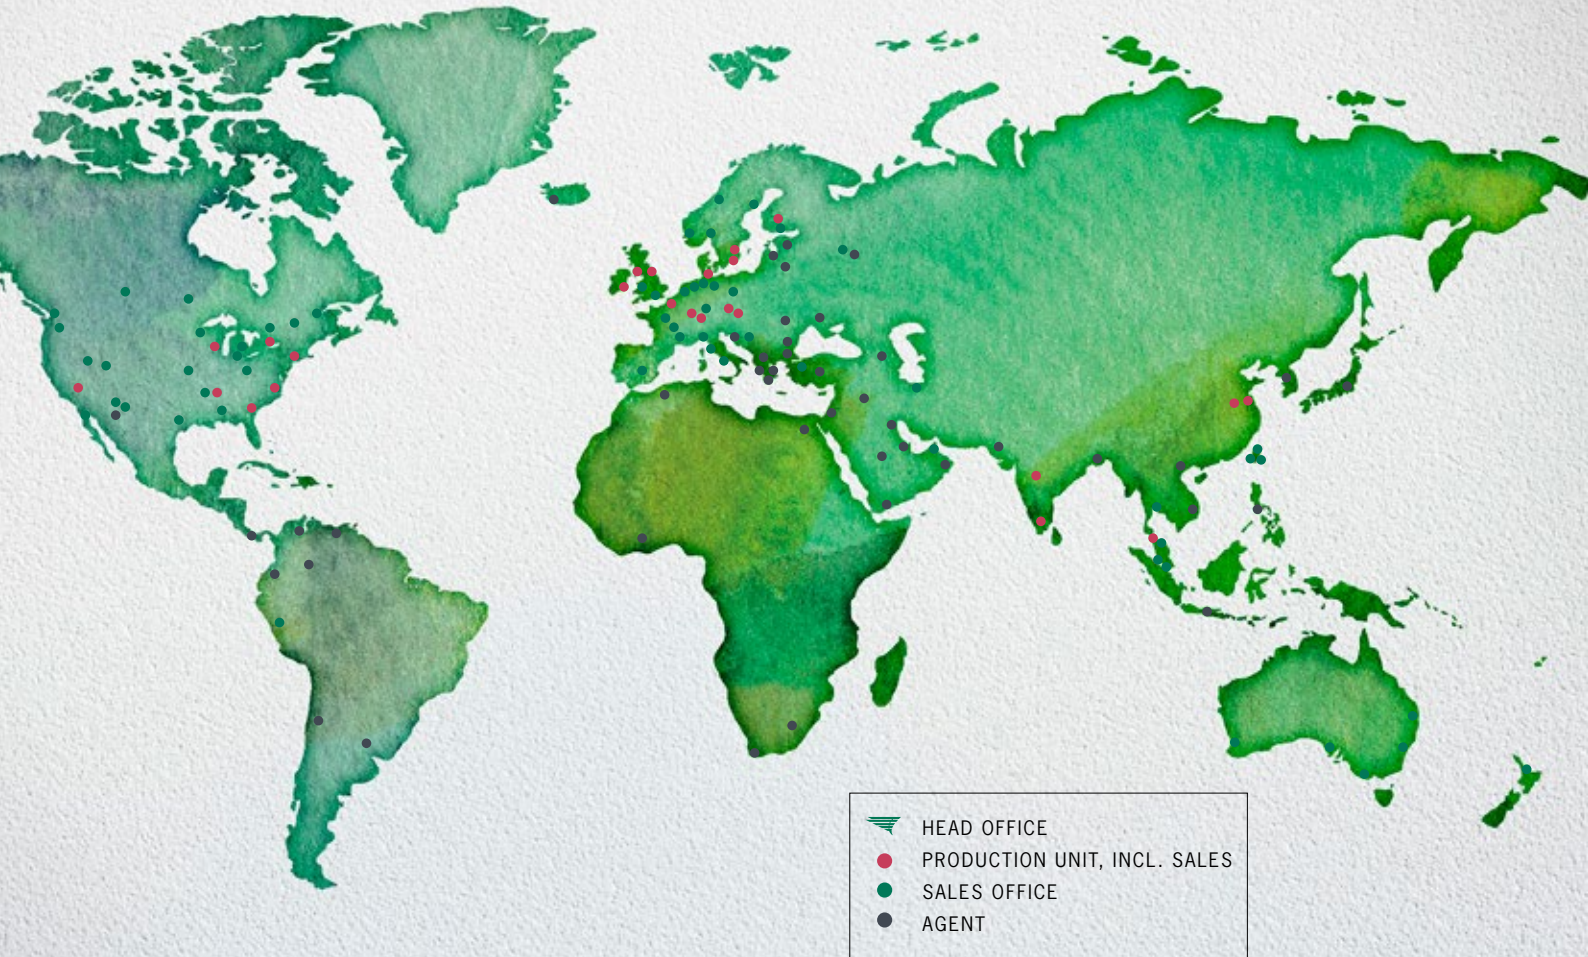 HEAD OFFICE
PRODUCTION UNIT, INCL. SALES
SALES OFFICE
AGENT